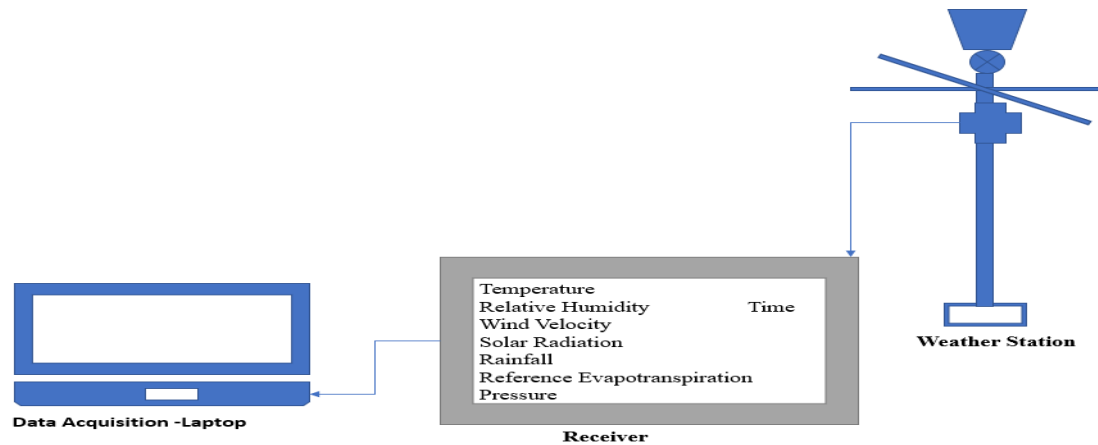 Temperature
Relative Humidity Time
Wind Velocity
Solar Radiation
Rainfall
Reference Evapotranspiration
Pressure
Weather Station
Data Acquisition -Laptop
Receiver